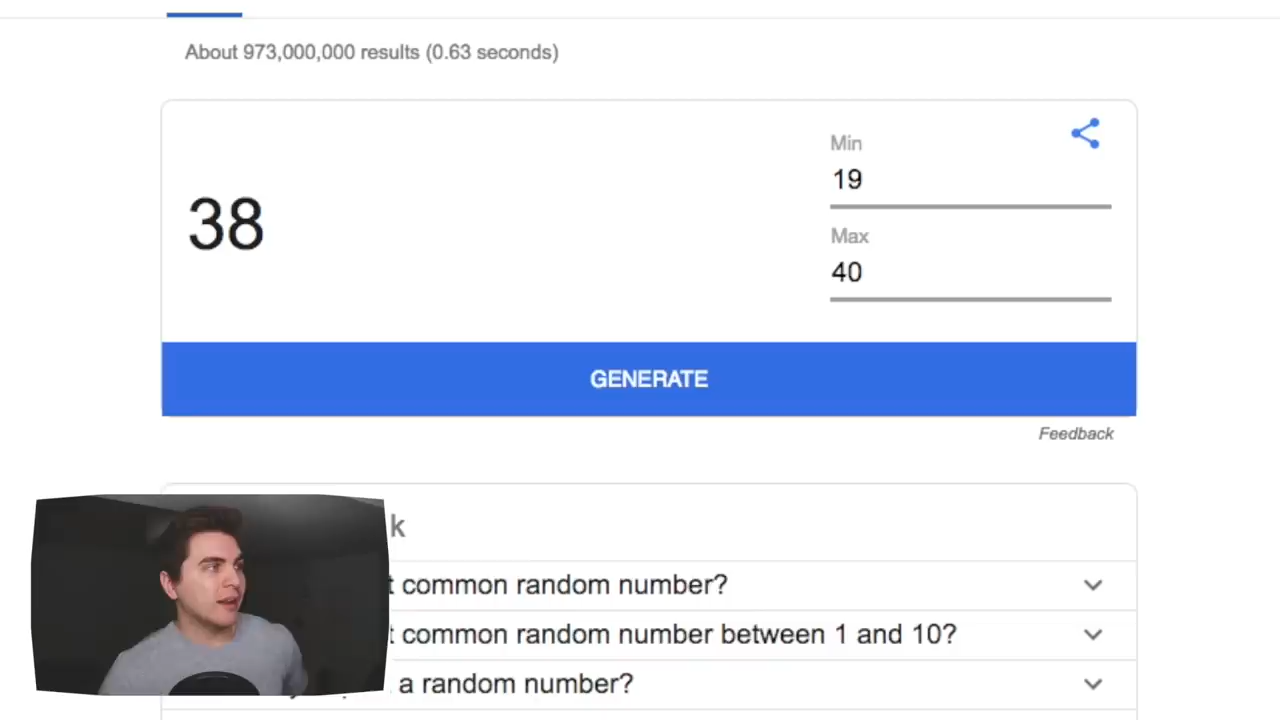 About 973,000,000 results (0.63 seconds)
Min
19
38
Max
40
GENERATE
Feedback
k
t common random number?
t common random number between 1 and 10?
a random number?